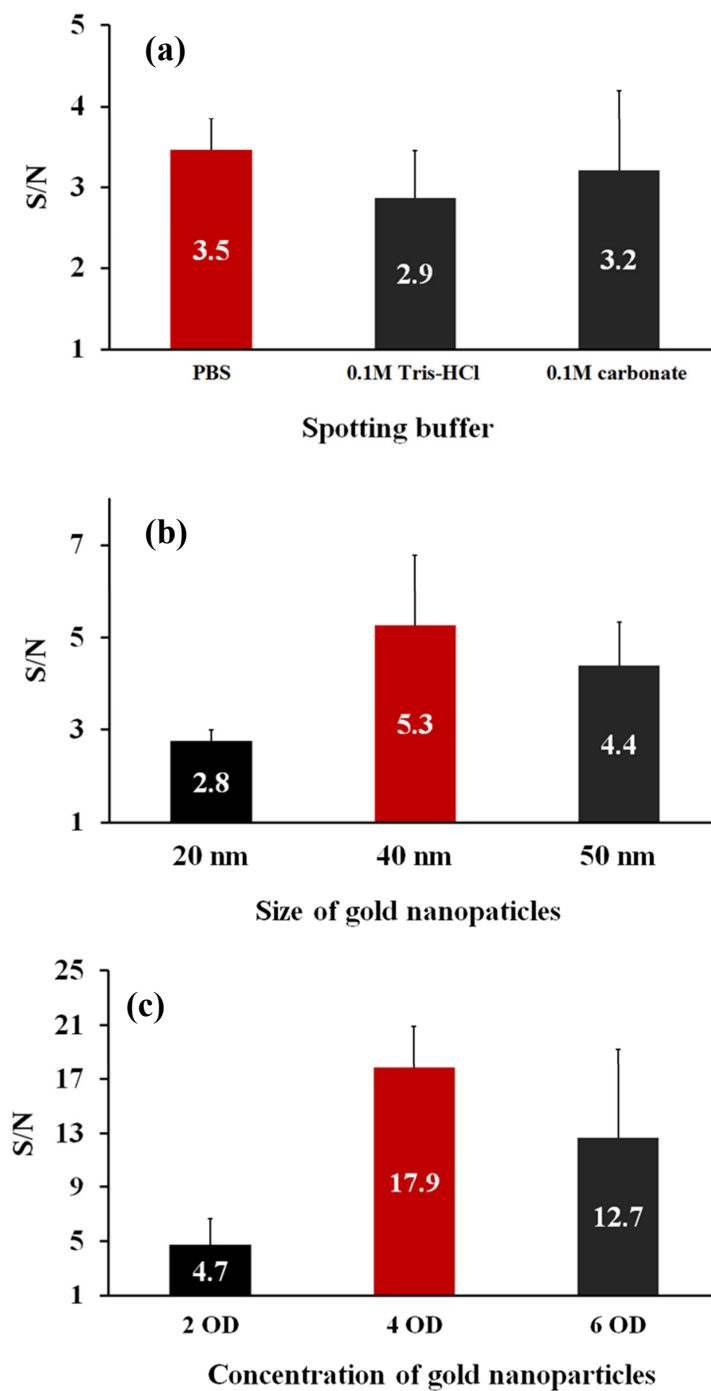 (a)
S/N
5
4
3
2
1
3.5
2.9
3.2
PBS
0.1M Tris-HCl
0.1M carbonate
Spotting buffer
(b)
S/N
7
5
3
1
2.8
5.3
4.4
20 nm
40 nm
50 nm
Size of gold nanopaticles
(c)
S/N
25
21
17
13
9
5
1
4.7
17.9
12.7
2 OD
4 OD
6 OD
Concentration of gold nanoparticles